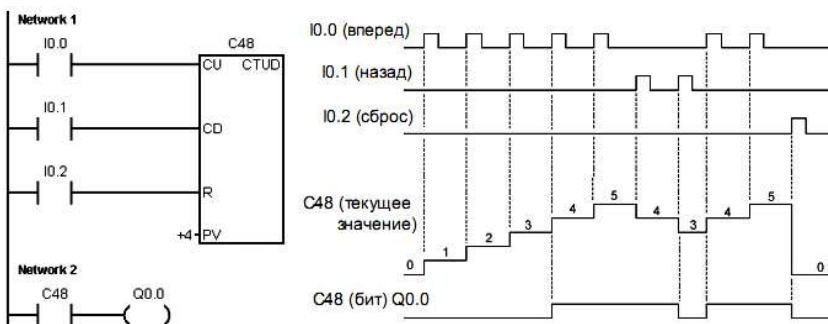 Network 1
I0.0
C48
CU CTUD
I0.1
CD
I0.2
R
+4 PV
Network 2
C48
Q0.0
I0.0 (вперед)
I0.1 (назад)
I0.2 (сброс)
C48 (текущее
значение)
0 1 2 3 4 5 4 3 4 5 0
C48 (бит) Q0.0